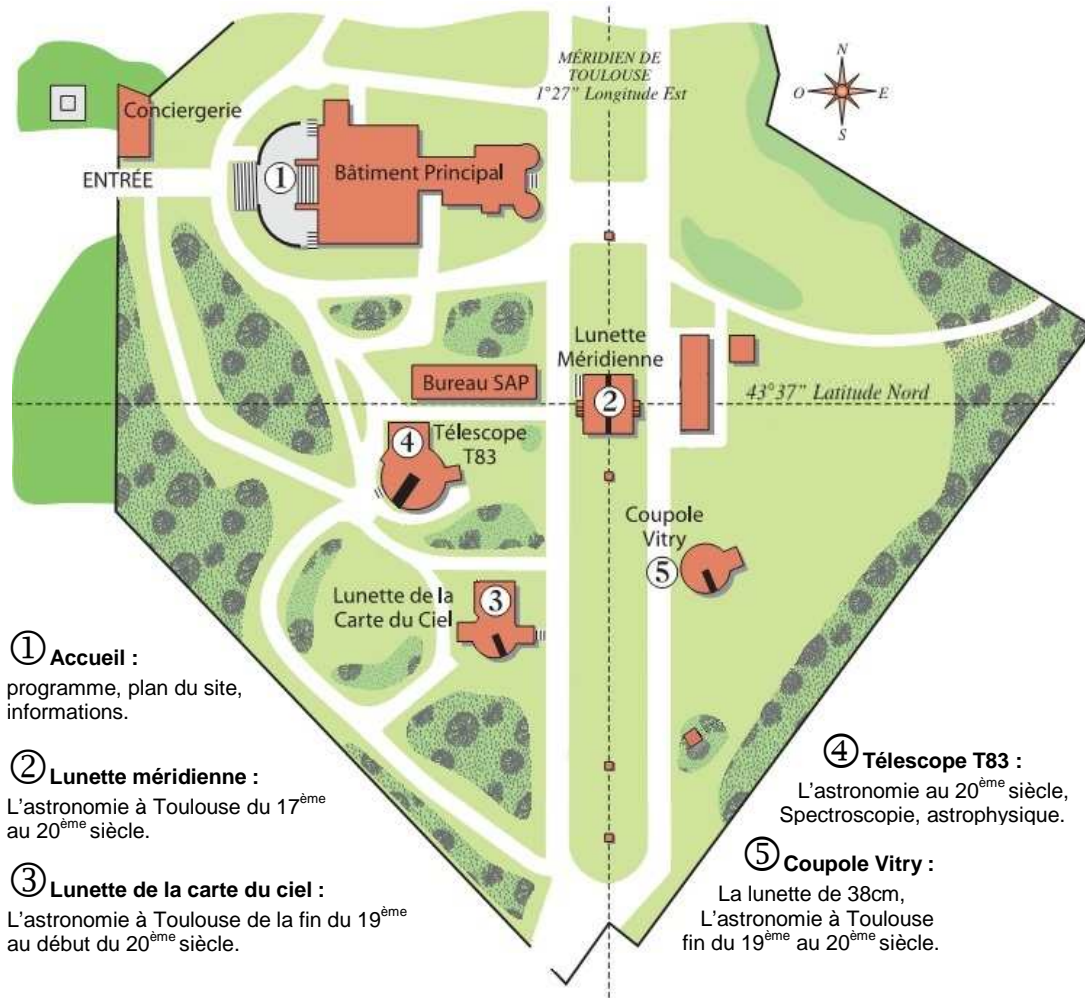 MÉRIDIEN DE
TOULOUSE
1°27” Longitude Est
N
O
E
S
Conciergerie
ENTRÉE
1
Bâtiment Principal
Lunette
Méridienne
2
Bureau SAP
43°37” Latitude Nord
4
Télescope
T83
Coupole
Vitry
5
Lunette de la
Carte du Ciel
3
1 Accueil :
programme, plan du site,
informations.
2 Lunette méridienne :
L'astronomie à Toulouse du 17ème
au 20ème siècle.
3 Lunette de la carte du ciel :
L'astronomie à Toulouse de la fin du 19ème
au début du 20ème siècle.
4 Télescope T83 :
L'astronomie au 20ème siècle,
Spectroscopie, astrophysique.
5 Coupole Vitry :
La lunette de 38cm,
L'astronomie à Toulouse
fin du 19ème au 20ème siècle.